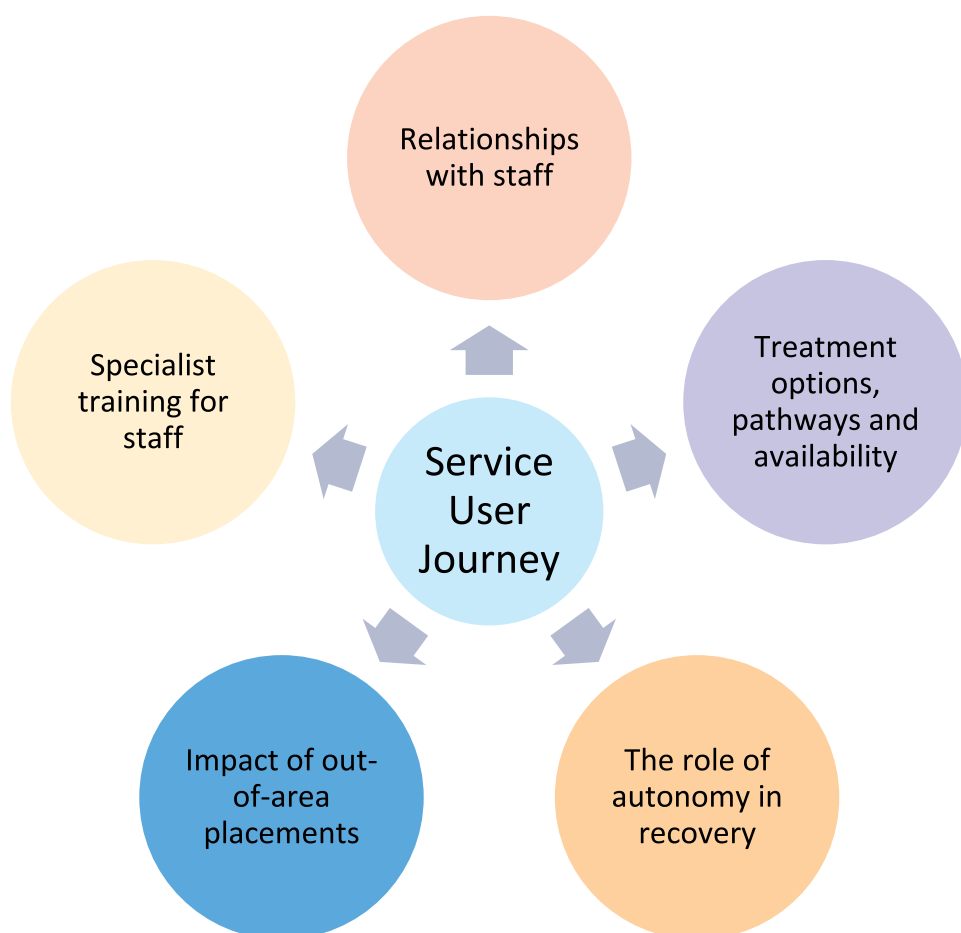 Relationships
with staff
Treatment
options,
pathways and
availability
The role of
autonomy in
recovery
Impact of out-
of-area
placements
Specialist
training for
staff
Service
User
Journey